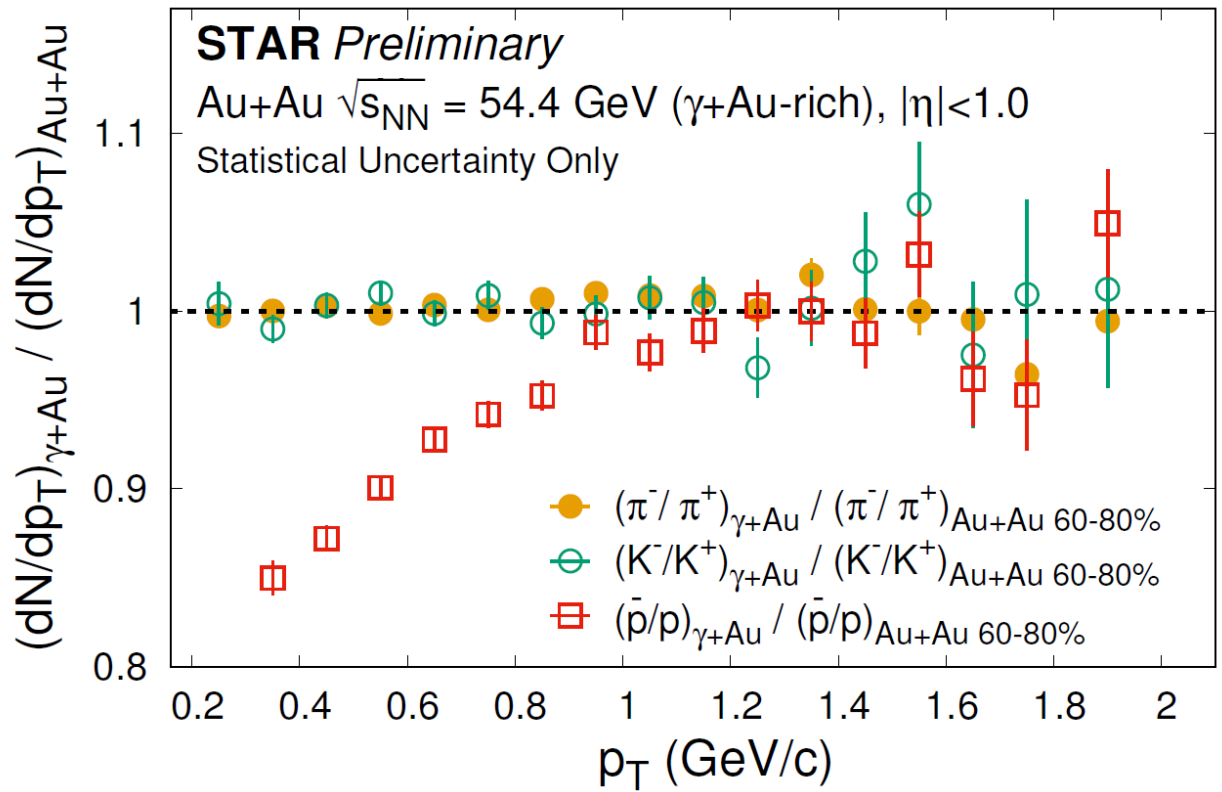 STAR Preliminary
Au+Au √sNN = 54.4 GeV (γ+Au-rich), |η|<1.0
Statistical Uncertainty Only
(dN/dpT)γ+Au / (dN/dpT)Au+Au
1.1
1
0.9
0.8
(π-/ π+)γ+Au / (π-/ π+)Au+Au 60-80%
(K-/K+)γ+Au / (K-/K+)Au+Au 60-80%
(p̄/p)γ+Au / (p̄/p)Au+Au 60-80%
0.2 0.4 0.6 0.8 1 1.2 1.4 1.6 1.8 2
pT (GeV/c)